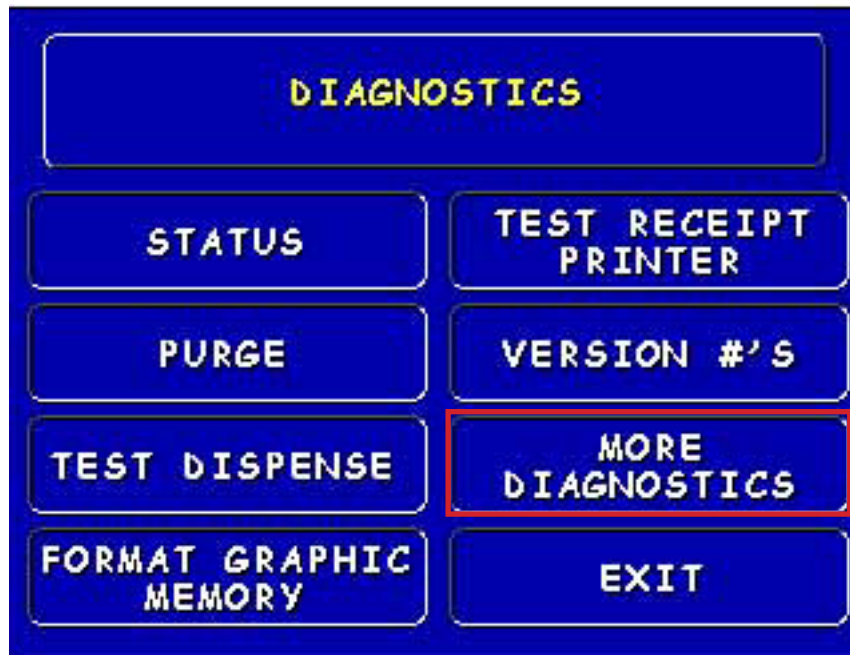 DIAGNOSTICS
STATUS
TEST RECEIPT
PRINTER
PURGE
VERSION #'S
TEST DISPENSE
MORE
DIAGNOSTICS
FORMAT GRAPHIC
MEMORY
EXIT